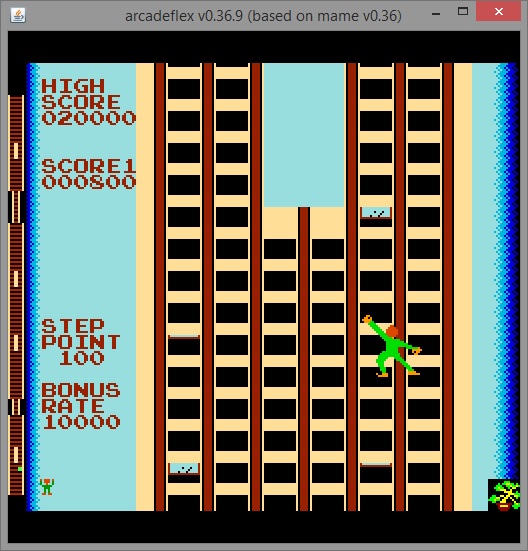 arcadeflex v0.36.9 (based on mame v0.36)
HIGH
SCORE
020000
SCORE1
000800
STEP
POINT
100
BONUS
RATE
10000